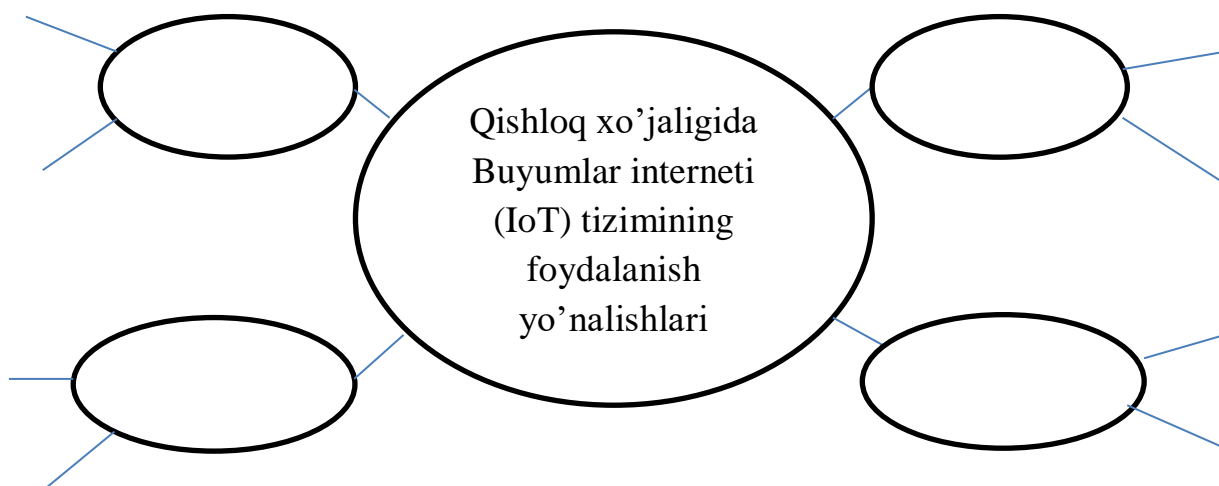 Qishloq xo’jaligida
Buyumlar interneti
(IoT) tizimining
foydalanish
yo’nalishlari